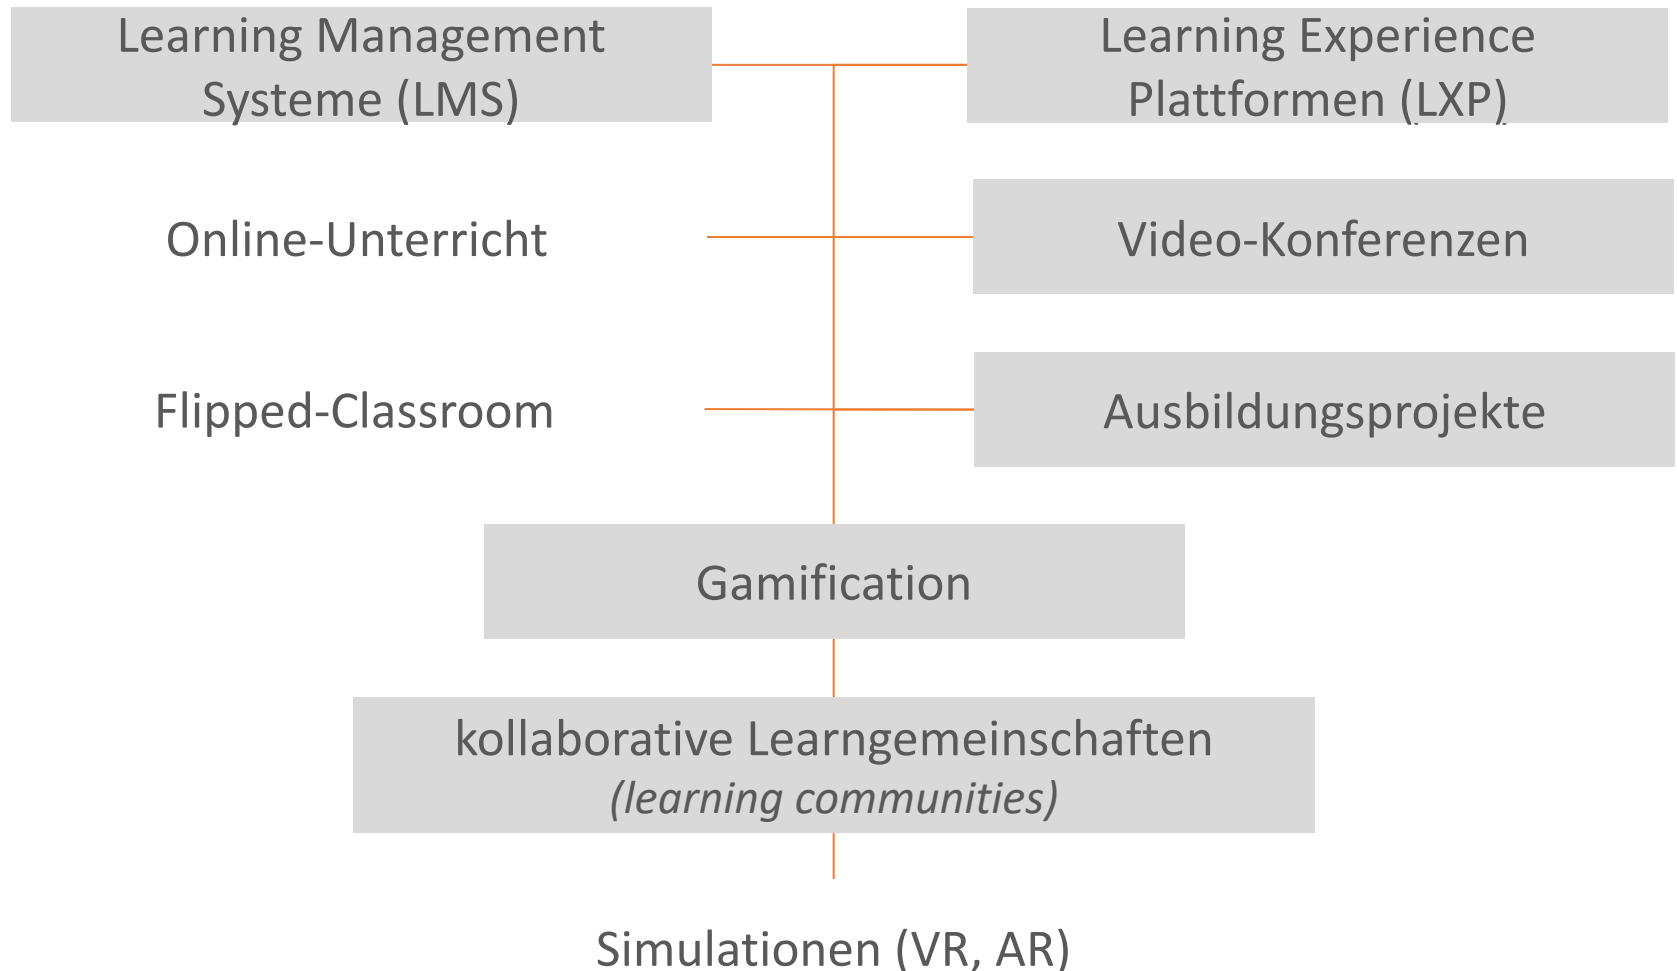 Learning Management
Systeme (LMS)
Learning Experience
Plattformen (LXP)
Online-Unterricht
Video-Konferenzen
Flipped-Classroom
Ausbildungsprojekte
Gamification
kollaborative Learngemeinschaften
(learning communities)
Simulationen (VR, AR)